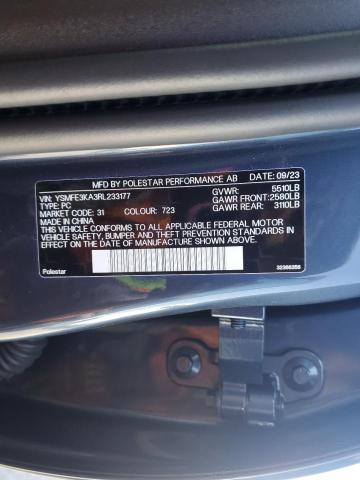 MFD BY POLESTAR PERFORMANCE AB DATE: 09/23
VIN: YSMFE3KA3RL233177 GVWR: 5510LB
TYPE: PC GAWR FRONT: 2580LB
MARKET: 31 COLOUR: 723 GAWR REAR: 3110LB
MADE IN CHINA
THIS VEHICLE CONFORMS TO ALL APPLICABLE FEDERAL MOTOR
VEHICLE SAFETY, BUMPER AND THEFT PREVENTION STANDARDS
IN EFFECT ON THE DATE OF MANUFACTURE SHOWN ABOVE.
Polestar 32366356